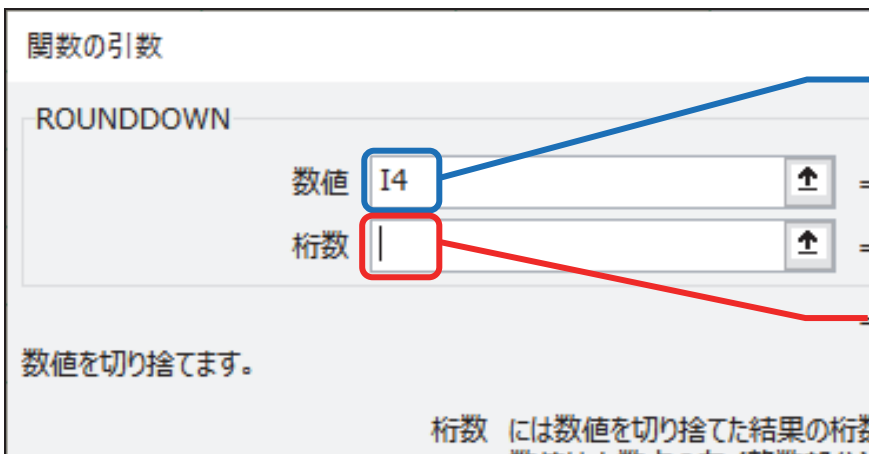 関数の引数
ROUNDDOWN
数値 I4 =
桁数 =
=
数値を切り捨てます。
桁数 には数値を切り捨てた結果の桁数